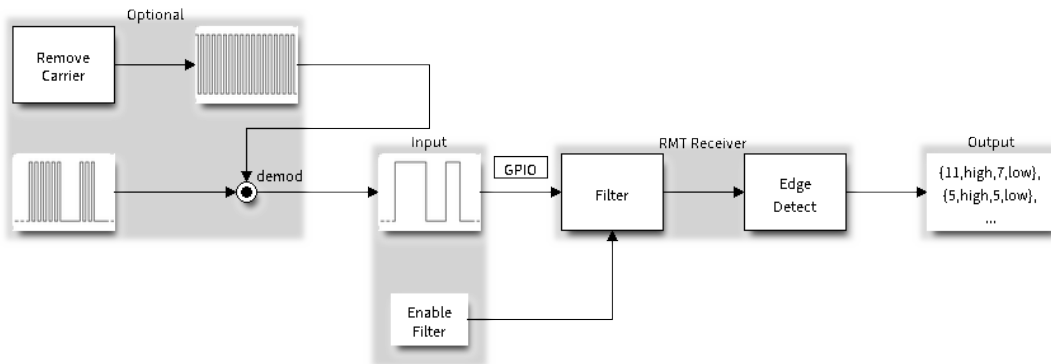 Optional
Remove
Carrier
demod
Input
GPIO
RMT Receiver
Output
Filter
Edge
Detect
{11,high,7,low},
{5,high,5,low},
...
Enable
Filter